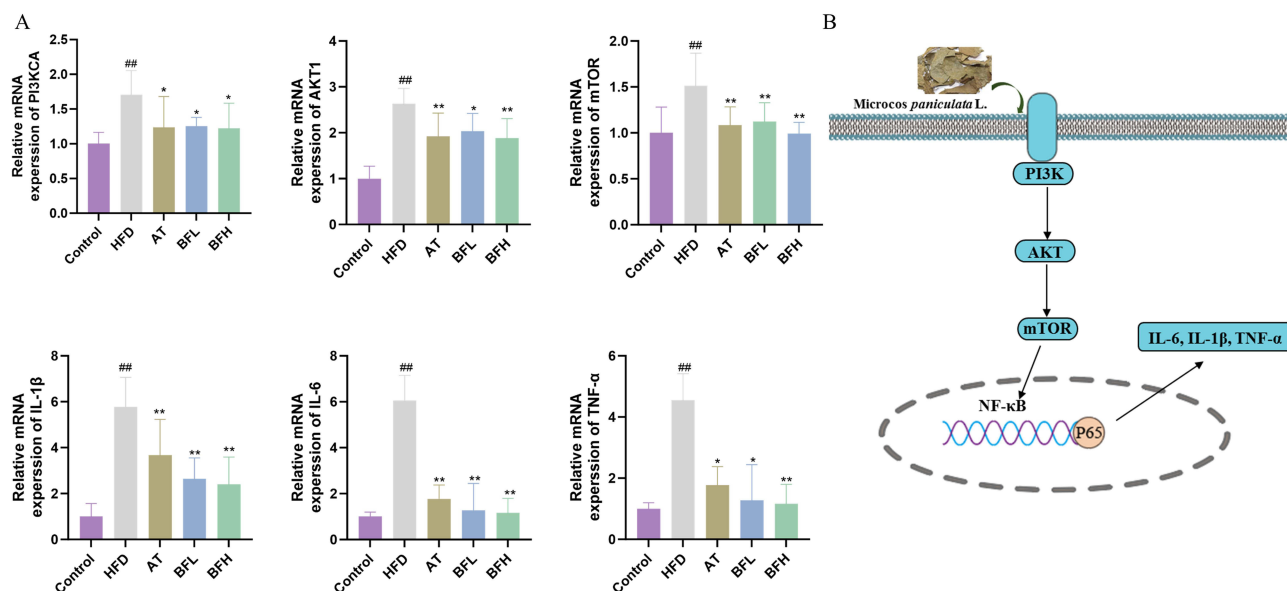 A
B
Relative mRNA
experssion of PI3KCA
2.5
2.0
1.5
1.0
0.5
0.0
##
*
*
*
Control
HFD
AT
BFL
BFH
Relative mRNA
experssion of AKT1
4
3
2
1
0
##
**
*
**
Control
HFD
AT
BFL
BFH
Relative mRNA
experssion of mTOR
2.0
1.5
1.0
0.5
0.0
##
**
**
**
Control
HFD
AT
BFL
BFH
Relative mRNA
experssion of IL-1β
8
6
4
2
0
##
**
**
**
Control
HFD
AT
BFL
BFH
Relative mRNA
experssion of IL-6
8
6
4
2
0
##
**
**
**
Control
HFD
AT
BFL
BFH
Relative mRNA
experssion of TNF-α
6
4
2
0
##
*
*
**
Control
HFD
AT
BFL
BFH
Microcos paniculata L.
PI3K
AKT
mTOR
IL-6, IL-1β, TNF-α
NF-κB
P65